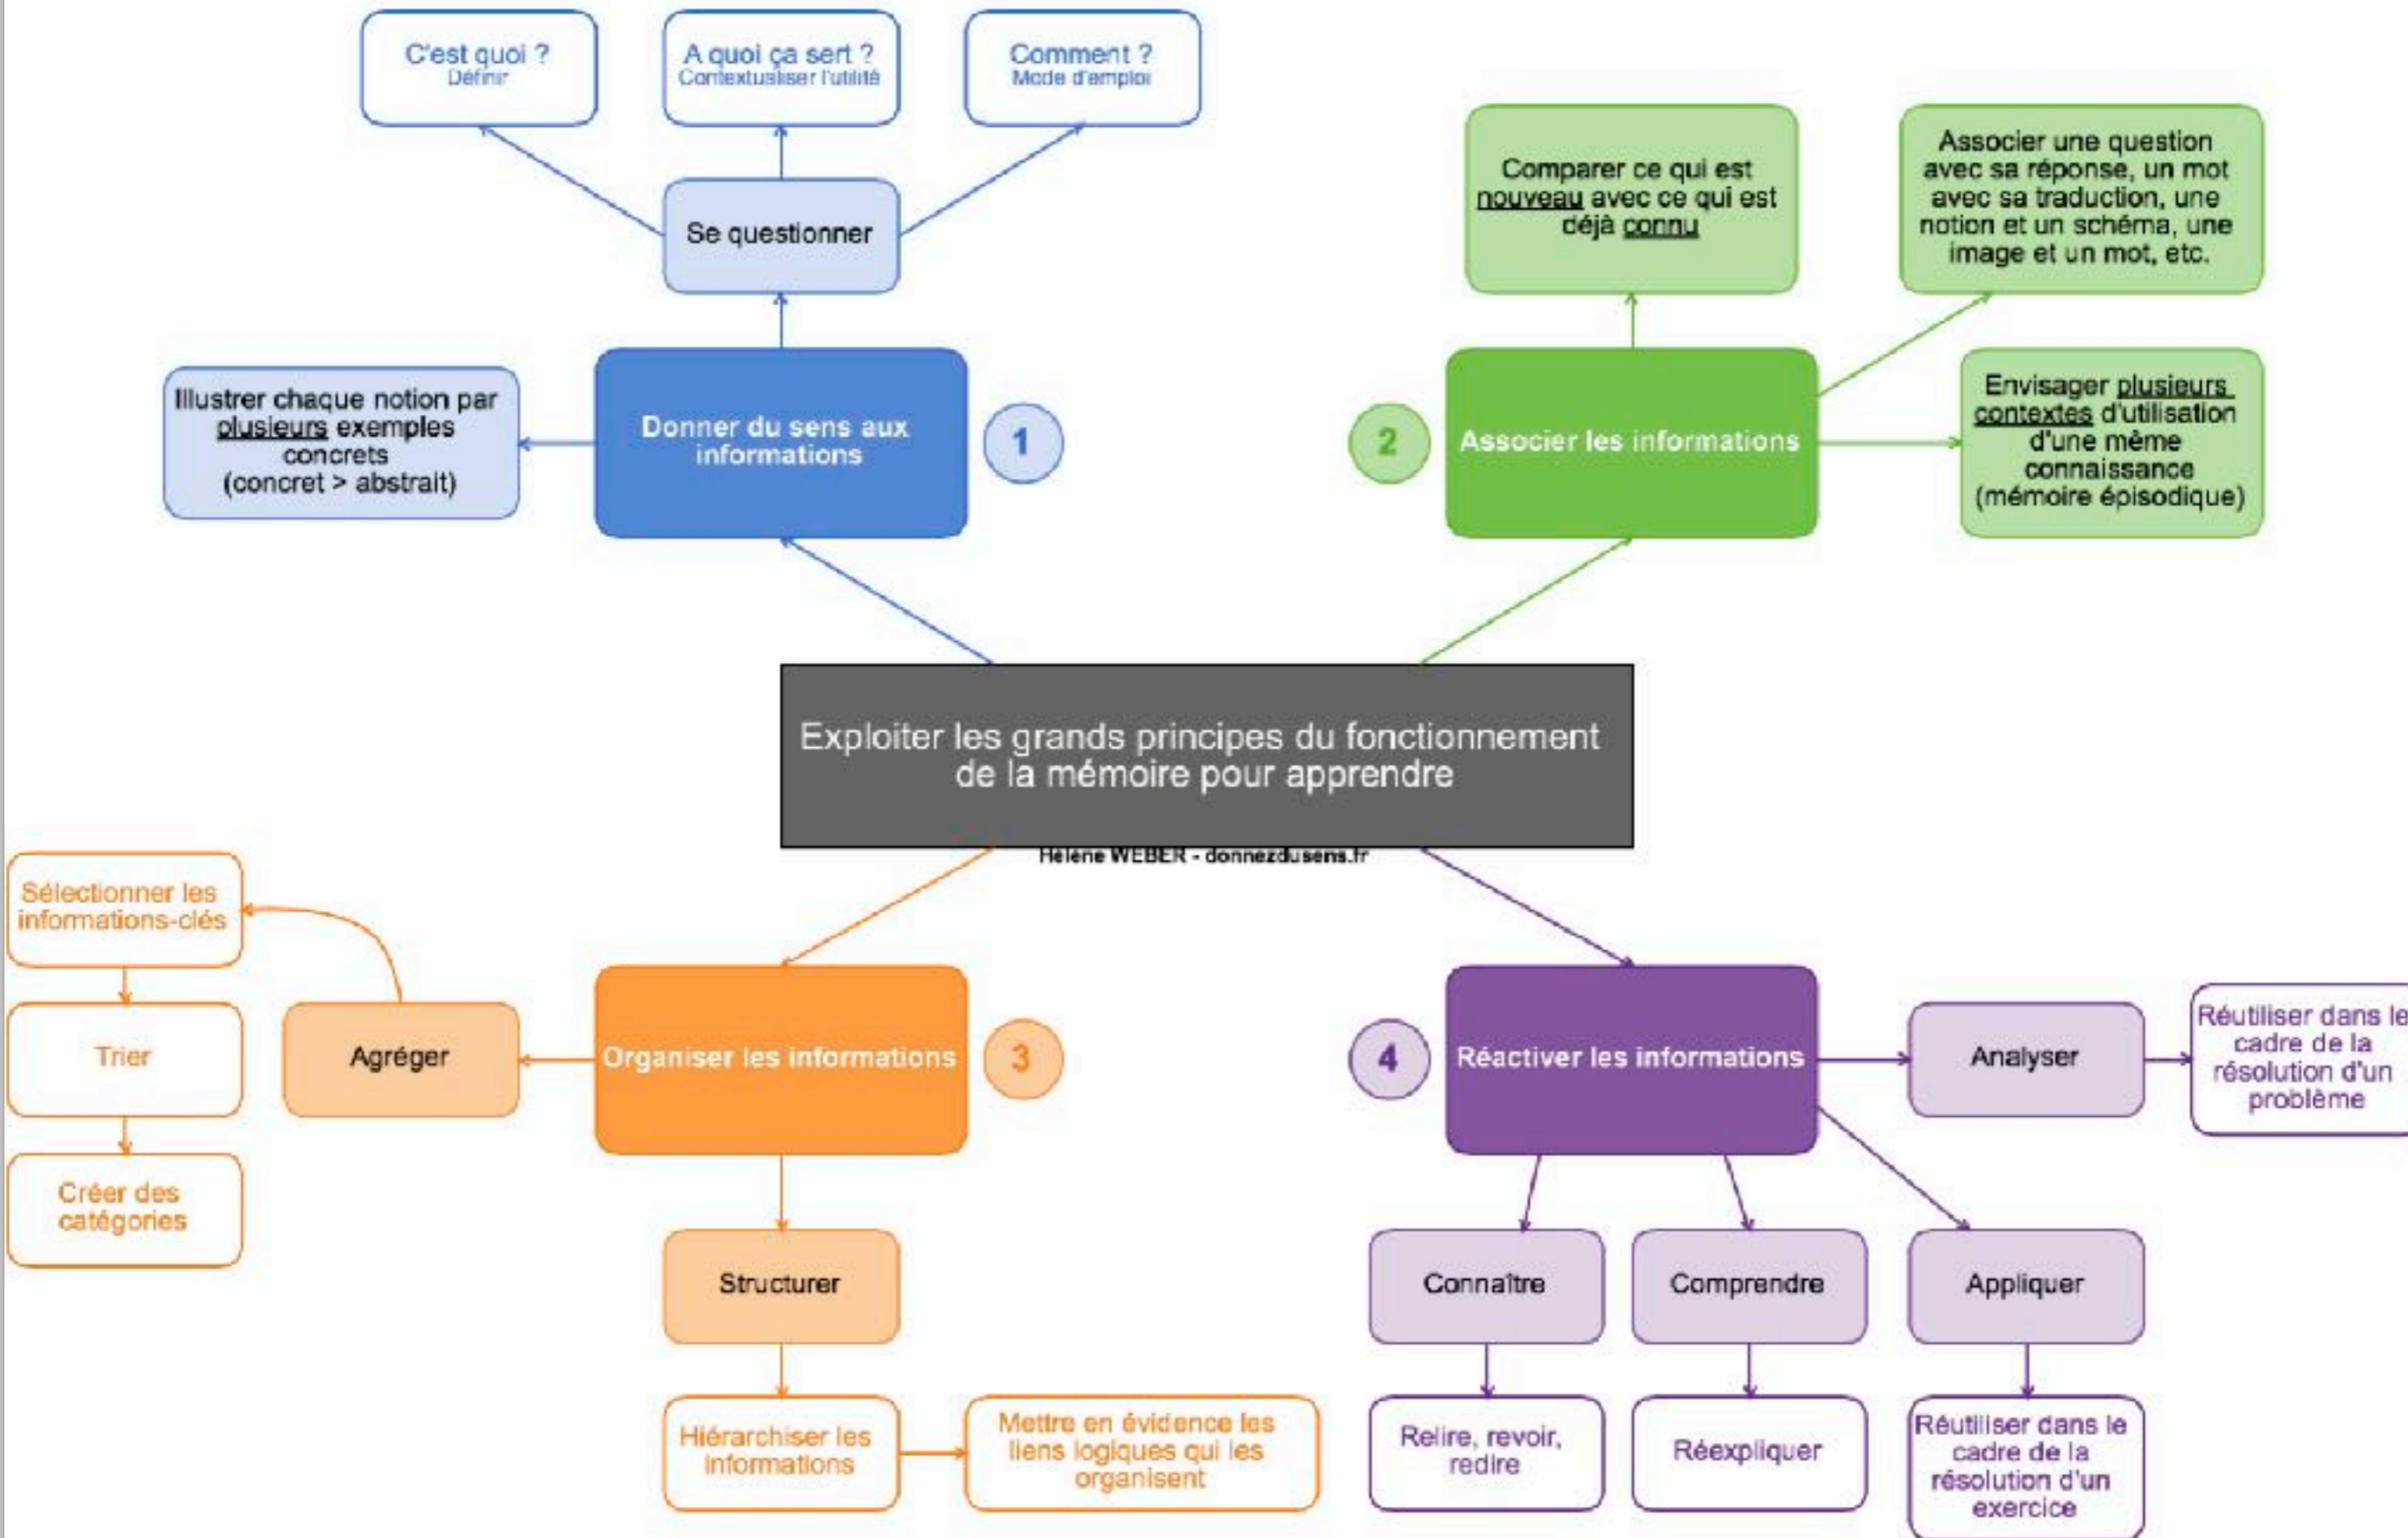 C'est quoi ?
Définir
A quoi ça sert ?
Contextualiser l'utilité
Comment ?
Mode d'emploi
Se questionner
Illustrer chaque notion par
plusieurs exemples
concrets
(concret > abstrait)
Donner du sens aux
informations
1
Comparer ce qui est
nouveau avec ce qui est
déjà connu
Associer une question
avec sa réponse, un mot
avec sa traduction, une
notion et un schéma, une
image et un mot, etc.
2
Associer les informations
Envisager plusieurs
contextes d'utilisation
d'une même
connaissance
(mémoire épisodique)
Exploiter les grands principes du fonctionnement
de la mémoire pour apprendre
Hélène WEBER - donnezdusens.fr
Sélectionner les
informations-clés
Trier
Créer des
catégories
Agréger
Organiser les informations
3
Structurer
Hiérarchiser les
informations
Mettre en évidence les
liens logiques qui les
organisent
4
Réactiver les informations
Analyser
Réutiliser dans le
cadre de la
résolution d'un
problème
Connaître
Comprendre
Appliquer
Relire, revoir,
redire
Réexpliquer
Réutiliser dans le
cadre de la
résolution d'un
exercice